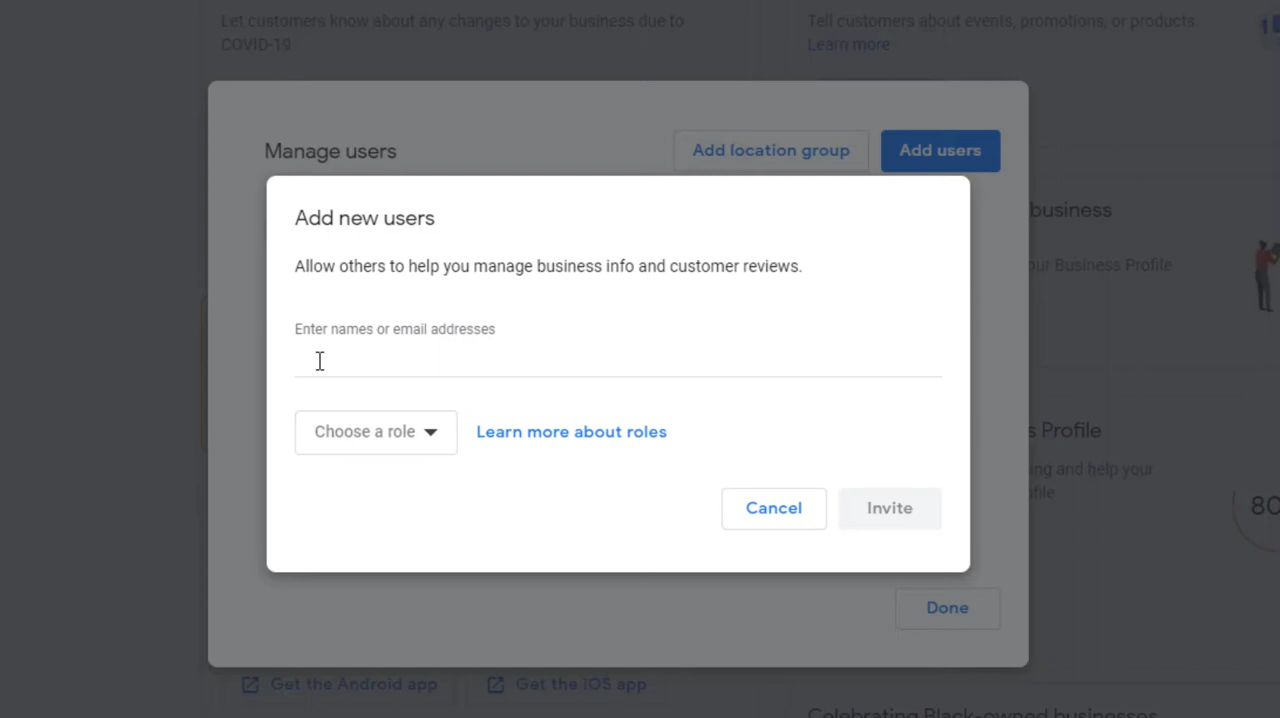 Let customers know about any changes to your business due to
COVID-19
Tell customers about events, promotions, or products
Learn more
Manage users
Add location group
Add users
Add new users
business
Allow others to help you manage business info and customer reviews.
our Business Profile
Enter names or email addresses
Choose a role
Learn more about roles
s Profile
ing and help your
ofile
80
Cancel
Invite
Done
Get the Android app
Get the iOS app
Celebrating Black-owned businesses